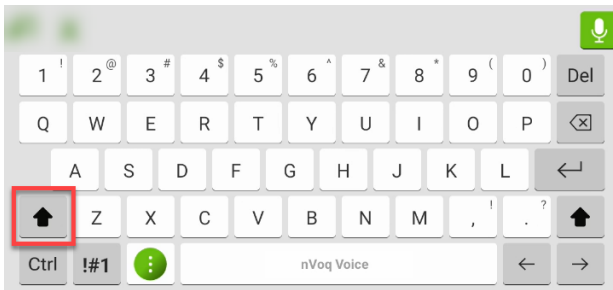 1 ! 2 @ 3 # 4 $ 5 % 6 ^ 7 & 8 * 9 ( 0 ) Del
Q W E R T Y U I O P
A S D F G H J K L
Z X C V B N M , ! . ?
Ctrl !#1 nVoq Voice ← →